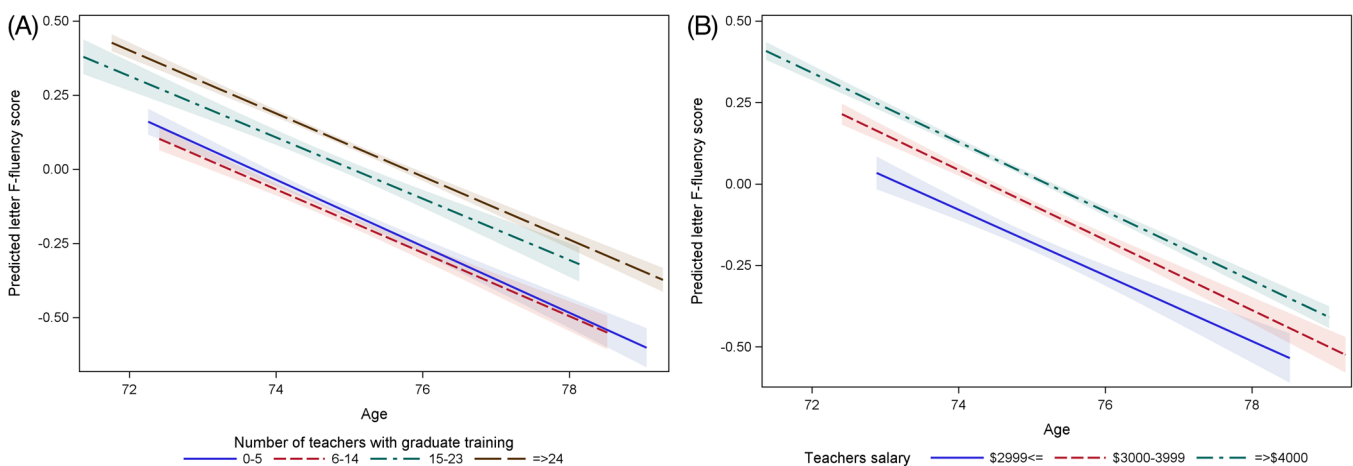 (A)
0.50
0.25
0.00
-0.25
-0.50
Predicted letter F-fluency score
72 74 76 78
Age
Number of teachers with graduate training
0-5 6-14 15-23 =>24
(B)
0.50
0.25
0.00
-0.25
-0.50
Predicted letter F-fluency score
72 74 76 78
Age
Teachers salary $2999<= $3000-3999 =>$4000